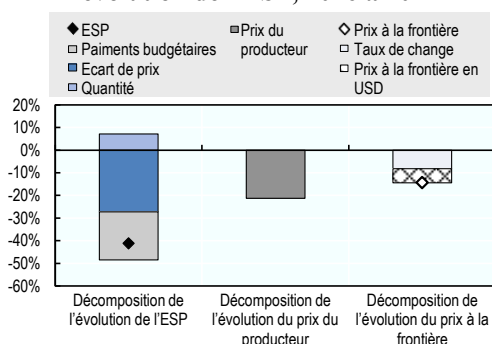 ESP
Paiments budgétaires
Ecart de prix
Quantité
Prix du
producteur
Prix à la frontière
Taux de change
Prix à la frontière en
USD
20%
10%
0%
-10%
-20%
-30%
-40%
-50%
-60%
Décomposition de
l'évolution de l'ESP
Décomposition de
l'évolution du prix du
producteur
Décomposition de
l'évolution du prix à la
frontière